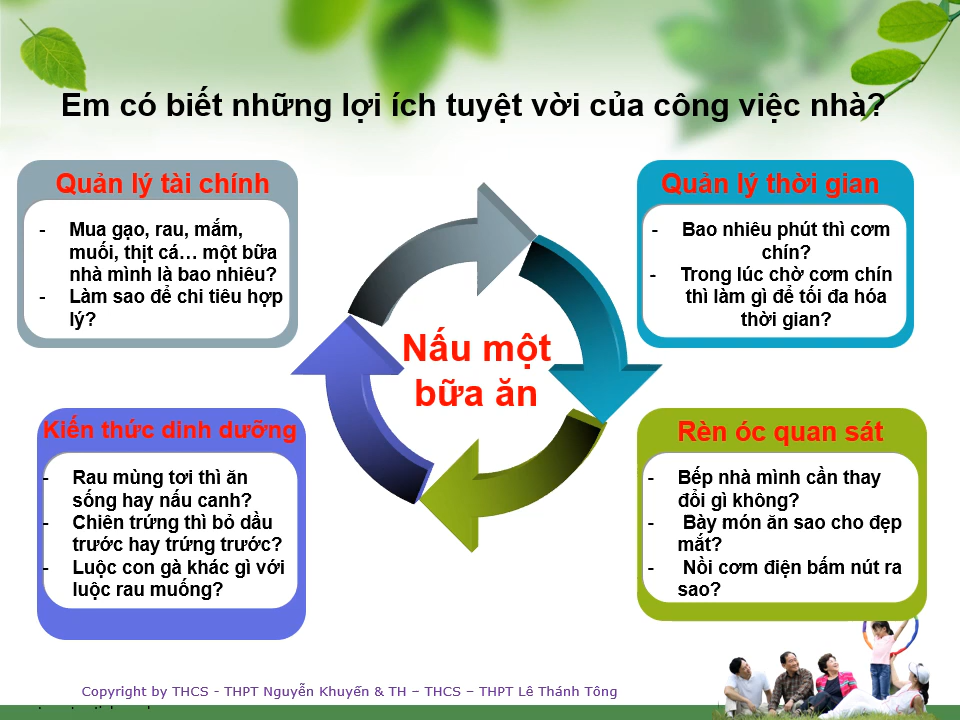 Em có biết những lợi ích tuyệt vời của công việc nhà?
Quản lý tài chính
- Mua gạo, rau, mắm,
muối, thịt cá… một bữa
nhà mình là bao nhiêu?
- Làm sao để chi tiêu hợp
lý?
Quản lý thời gian
- Bao nhiêu phút thì cơm
chín?
- Trong lúc chờ cơm chín
thì làm gì để tối đa hóa
thời gian?
Nấu một
bữa ăn
Kiến thức dinh dưỡng
- Rau mùng tơi thì ăn
sống hay nấu canh?
- Chiên trứng thì bỏ dầu
trước hay trứng trước?
- Luộc con gà khác gì với
luộc rau muống?
Rèn óc quan sát
- Bếp nhà mình cần thay
đổi gì không?
- Bày món ăn sao cho đẹp
mắt?
- Nồi cơm điện bấm nút ra
sao?
Copyright by THCS - THPT Nguyễn Khuyến & TH – THCS – THPT Lê Thánh Tông